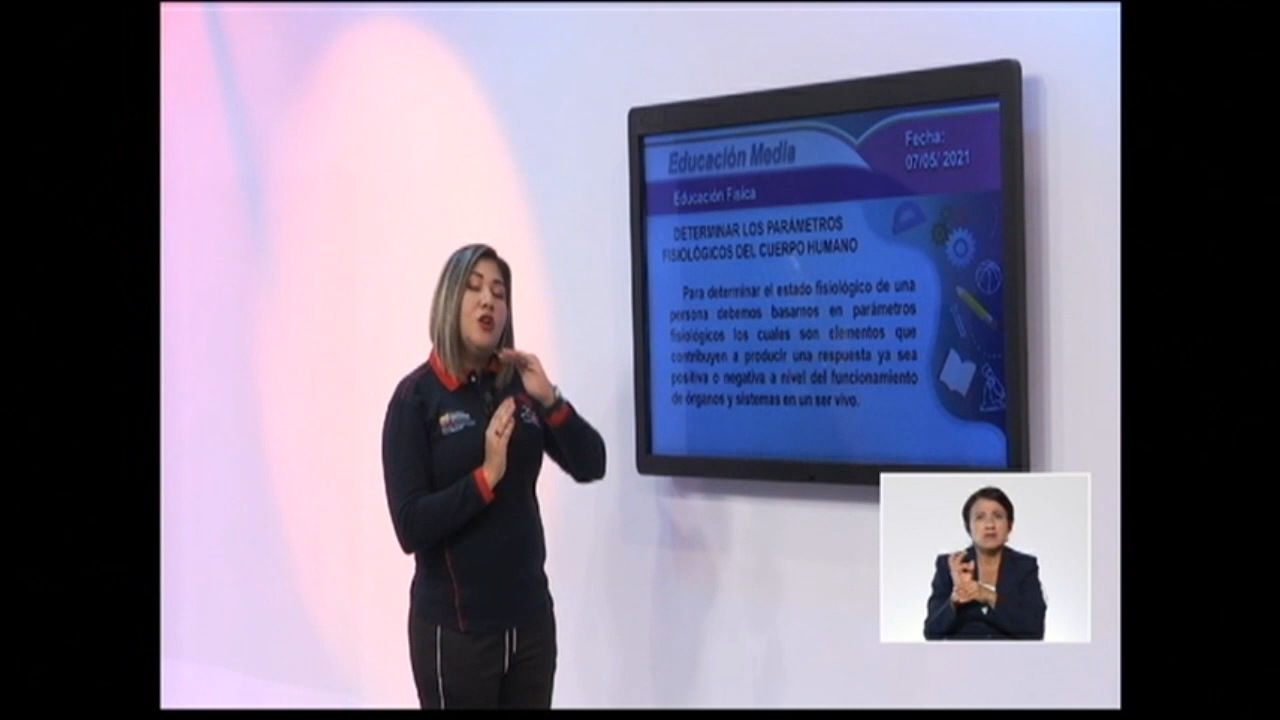 Educación Media
Fecha:
07/05/ 2021
Educación Física
DETERMINAR LOS PARÁMETROS
FISIOLÓGICOS DEL CUERPO HUMANO
Para determinar el estado fisiológico de una
persona debemos basarnos en parámetros
fisiológicos los cuales son elementos que
contribuyen a producir una respuesta ya sea
positiva o negativa a nivel del funcionamiento
de órganos y sistemas en un ser vivo.